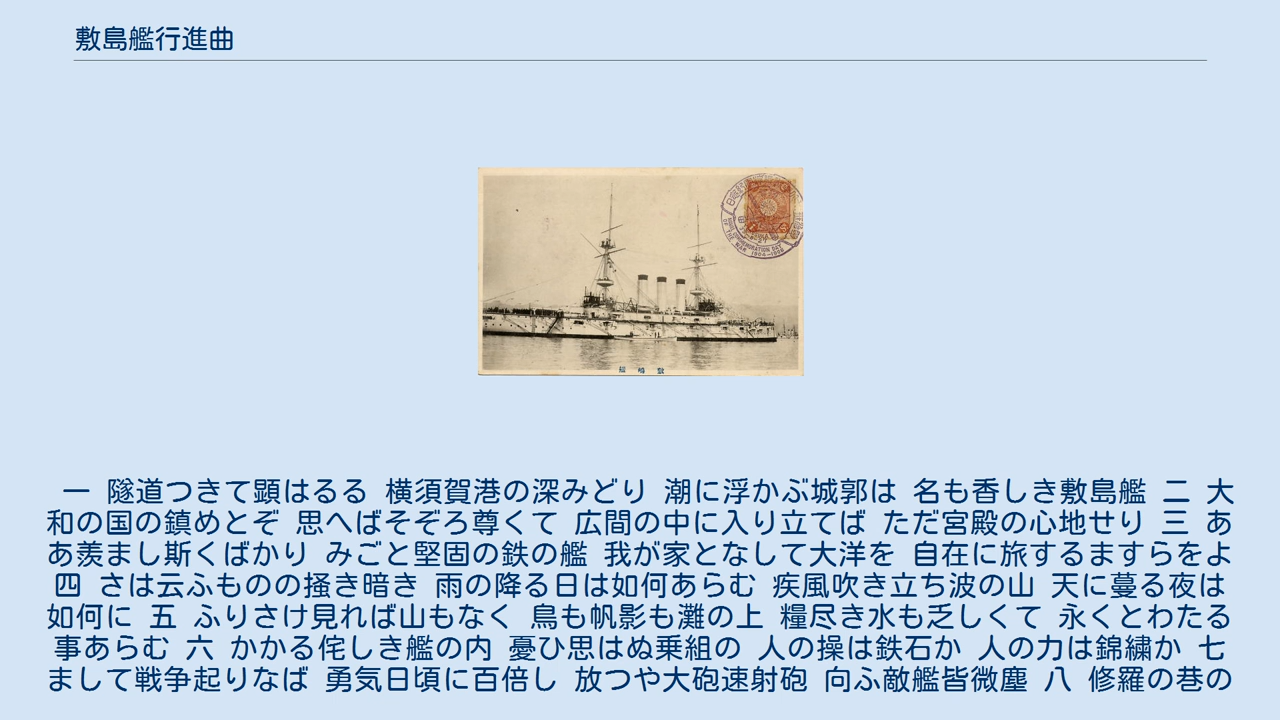 敷島艦行進曲
OF THE WAR 1904-1905
艦 嶋 敷
一 隧道つきて顕はるる 横須賀港の深みどり 潮に浮かぶ城郭は 名も香しき敷島艦 二 大
和の国の鎮めとぞ 思へばそぞろ尊くて 広間の中に入り立てば ただ宮殿の心地せり 三 あ
あ羨まし斯くばかり みごと堅固の鉄の艦 我が家となして大洋を 自在に旅するますらをよ
四 さは云ふものの掻き暗き 雨の降る日は如何あらむ 疾風吹き立ち波の山 天に蔓る夜は
如何に 五 ふりさけ見れば山もなく 鳥も帆影も灘の上 糧尽き水も乏しくて 永くとわたる
事あらむ 六 かかる侘しき艦の内 憂ひ思はぬ乗組の 人の操は鉄石か 人の力は錦繍か 七
まして戦争起りなば 勇気日頃に百倍し 放つや大砲速射砲 向ふ敵艦皆微塵 八 修羅の巷の